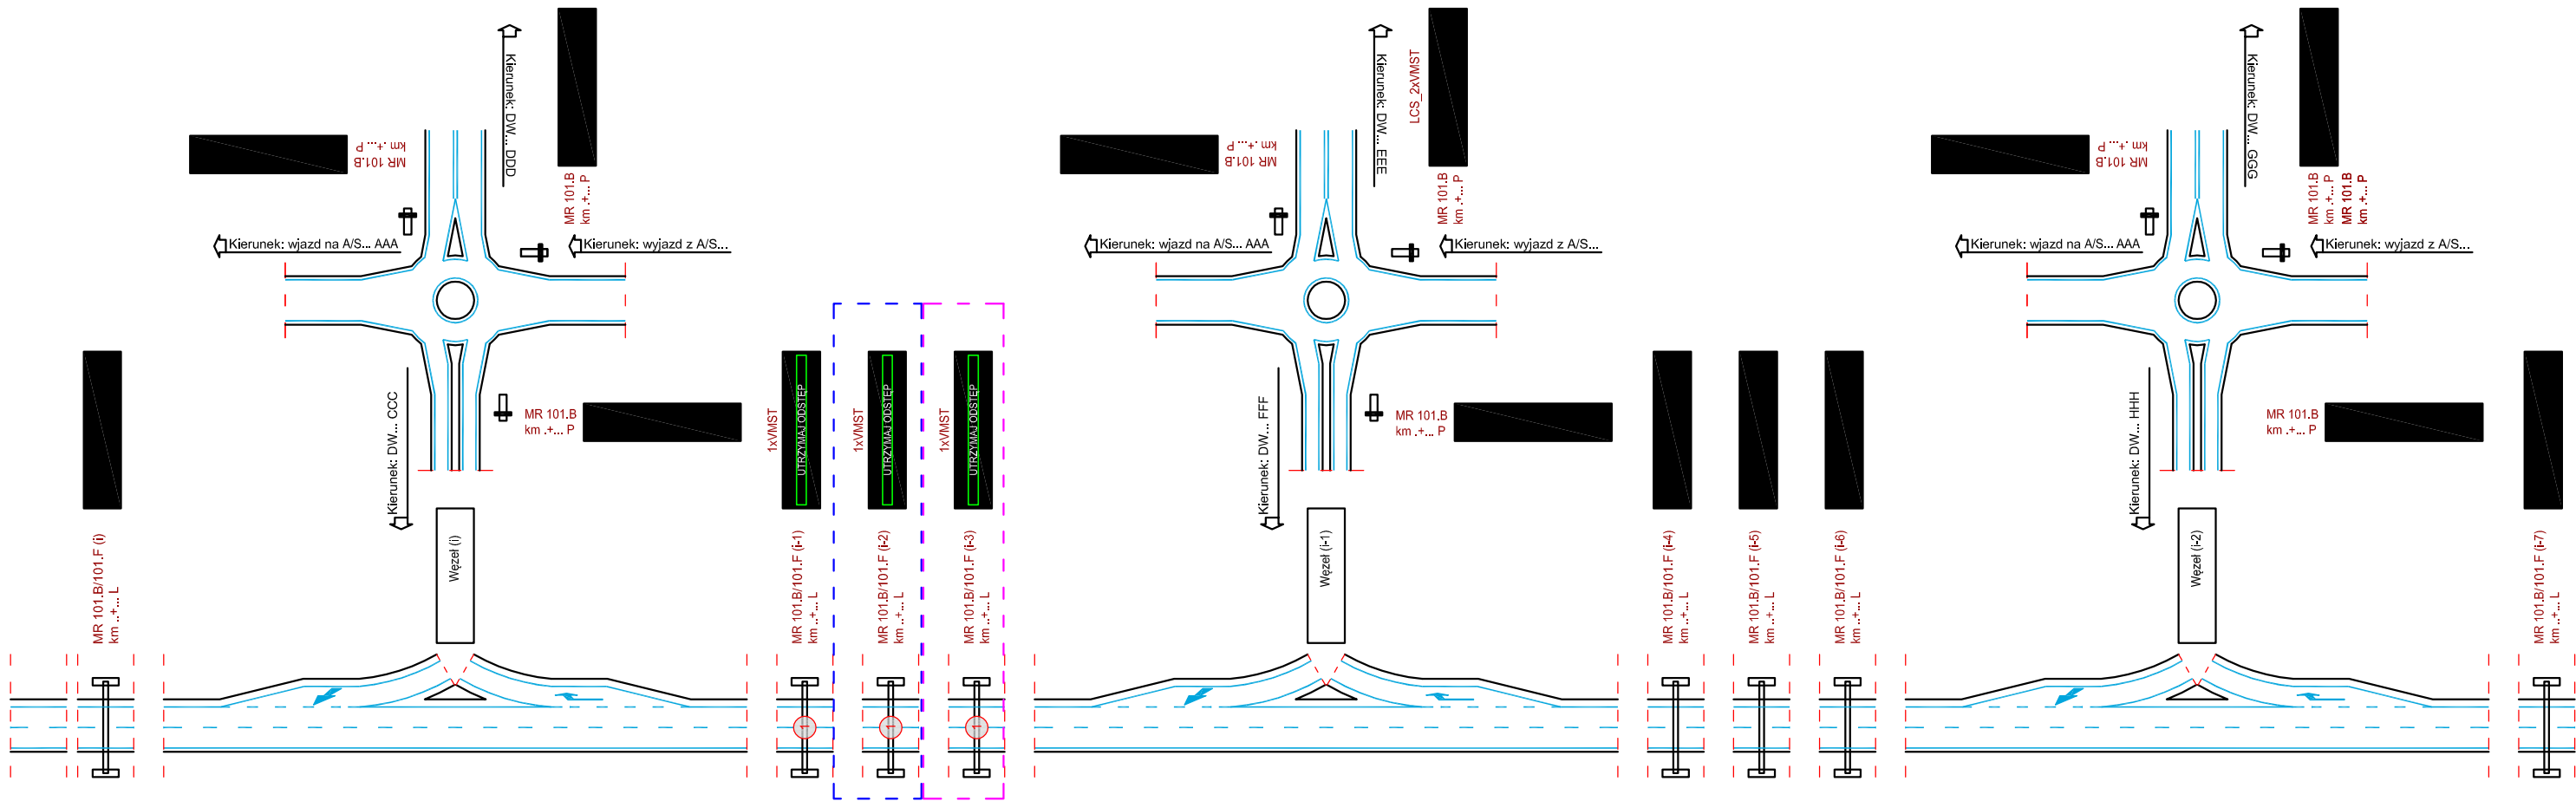 Kierunek: DW... DDD
MR 101.B
km .+... P
MR 101.B
km .+... P
Kierunek: wjazd na A/S... AAA
Kierunek: wyjazd z A/S...
Kierunek: DW... CCC
MR 101.B
km .+... P
Węzeł (i)
MR 101.B/101.F (i)
km ..+... L
1xVMST
UTRZYMAJ ODSTĘP
MR 101.B/101.F (i-1)
km ..+... L
1
1xVMST
UTRZYMAJ ODSTĘP
MR 101.B/101.F (i-2)
km ..+... L
1
1xVMST
UTRZYMAJ ODSTĘP
MR 101.B/101.F (i-3)
km ..+... L
1
Kierunek: DW... EEE
LCS_2xVMST
MR 101.B
km .+... P
MR 101.B
km .+... P
Kierunek: wjazd na A/S... AAA
Kierunek: wyjazd z A/S...
Kierunek: DW... FFF
MR 101.B
km .+... P
Węzeł (i-1)
MR 101.B/101.F (i-4)
km ..+... L
MR 101.B/101.F (i-5)
km ..+... L
MR 101.B/101.F (i-6)
km ..+... L
Kierunek: DW... GGG
MR 101.B
km .+... P
MR 101.B
km .+... P
MR 101.B
km .+... P
Kierunek: wjazd na A/S... AAA
Kierunek: wyjazd z A/S...
Kierunek: DW... HHH
MR 101.B
km .+... P
Węzeł (i-2)
MR 101.B/101.F (i-7)
km ..+... L